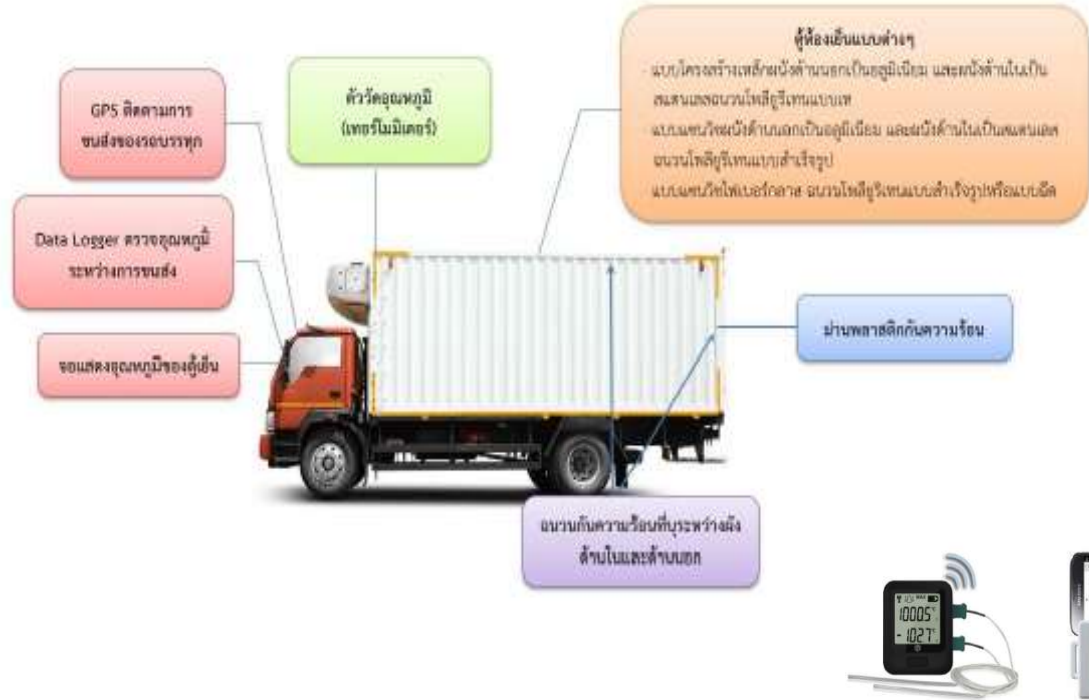 ตู้ห้องเย็นแบบต่างๆ
- แบบโครงสร้างเหล็กผนังด้านนอกเป็นอลูมิเนียม และผนังด้านในเป็น
สแตนเลสฉนวนโพลียูรีเทนแบบเท
- แบบแซนวิทผนังด้านนอกเป็นอลูมิเนียม และผนังด้านในเป็นสแตนเลส
ฉนวนโพลียูรีเทนแบบสำเร็จรูป
- แบบแซนวิทไฟเบอร์กลาส ฉนวนโพลียูรีเทนแบบสำเร็จรูปหรือแบบฉีด
GPS ติดตามการ
ขนส่งของรถบรรทุก
ตัววัดอุณหภูมิ
(เทอร์โมมิเตอร์)
Data Logger ตรวจอุณหภูมิ
ระหว่างการขนส่ง
จอแสดงอุณหภูมิของตู้เย็น
ม่านพลาสติกกันความร้อน
ฉนวนกันความร้อนที่บุระหว่างผัง
ด้านในและด้านนอก
1000.5°
-102.7°